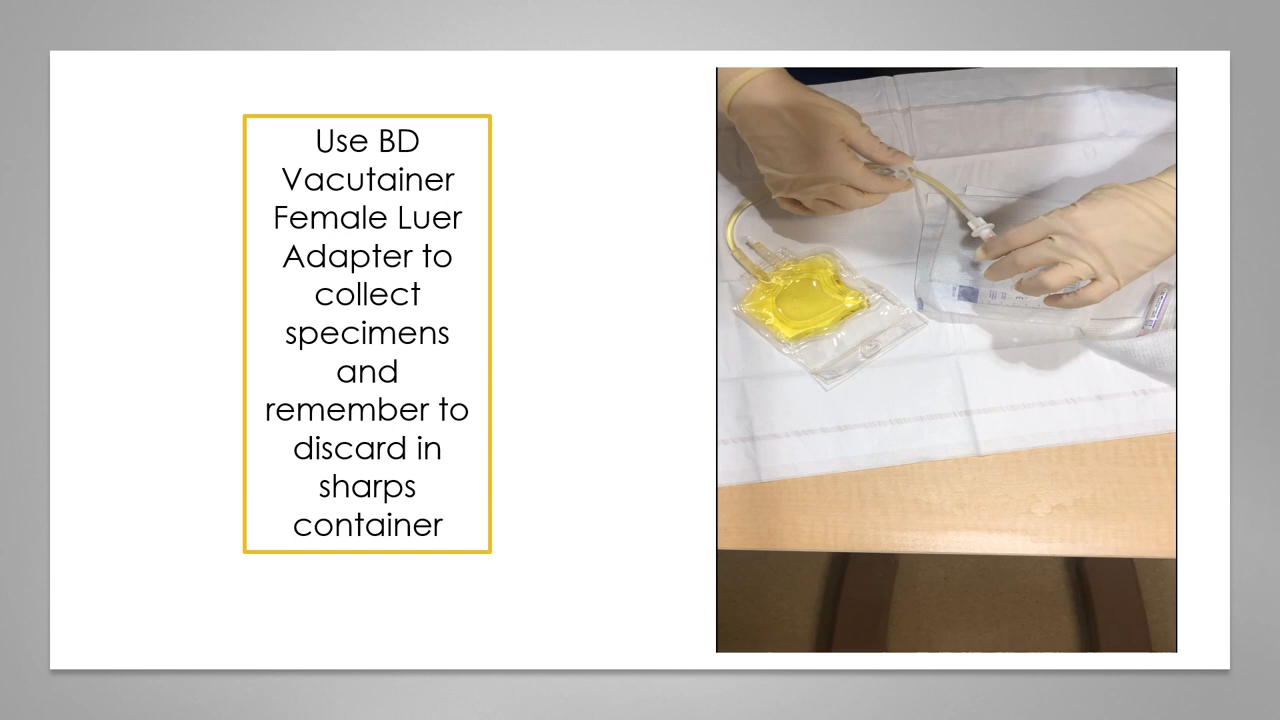 Use BD
Vacutainer
Female Luer
Adapter to
collect
specimens
and
remember to
discard in
sharps
container